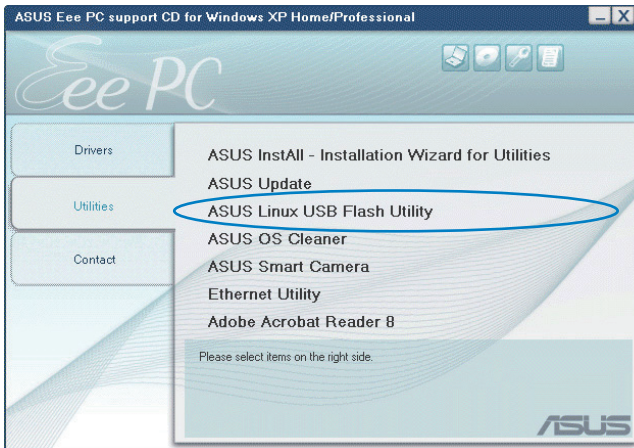 ASUS Eee PC support CD for Windows XP Home/Professional
Eee PC
Drivers
Utilities
Contact
ASUS InstAll - Installation Wizard for Utilities
ASUS Update
ASUS Linux USB Flash Utility
ASUS OS Cleaner
ASUS Smart Camera
Ethernet Utility
Adobe Acrobat Reader 8
Please select items on the right side.
ASUS